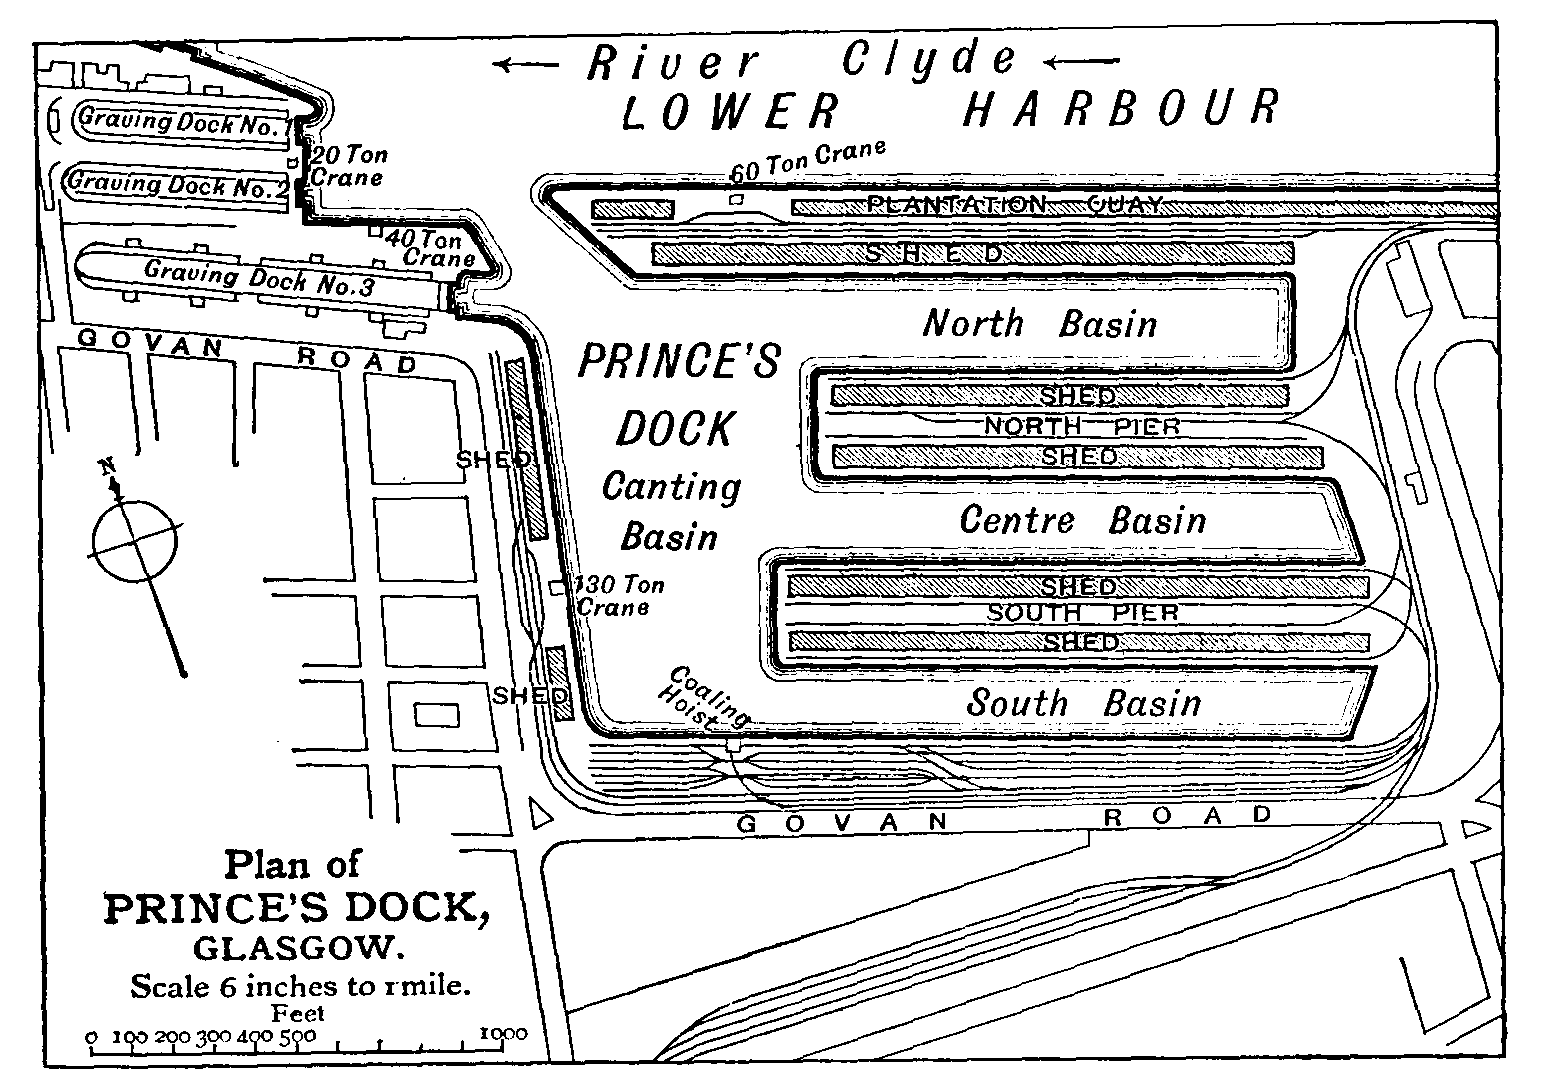 River Clyde
LOWER HARBOUR
Graving Dock No. 1
20 Ton
Crane
Graving Dock No. 2
60 Ton Crane
PLANTATION QUAY
40 Ton
Crane
SHED
Graving Dock No. 3
GOVAN ROAD
North Basin
PRINCE'S
DOCK
Canting
Basin
SHED
NORTH PIER
SHED
SHED
N
Centre Basin
130 Ton
Crane
SHED
SOUTH PIER
SHED
SHED
Coaling
Hoist
South Basin
GOVAN ROAD
Plan of
PRINCE'S DOCK,
GLASGOW.
Scale 6 inches to 1 mile.
Feet
0 100 200 300 400 500 1000